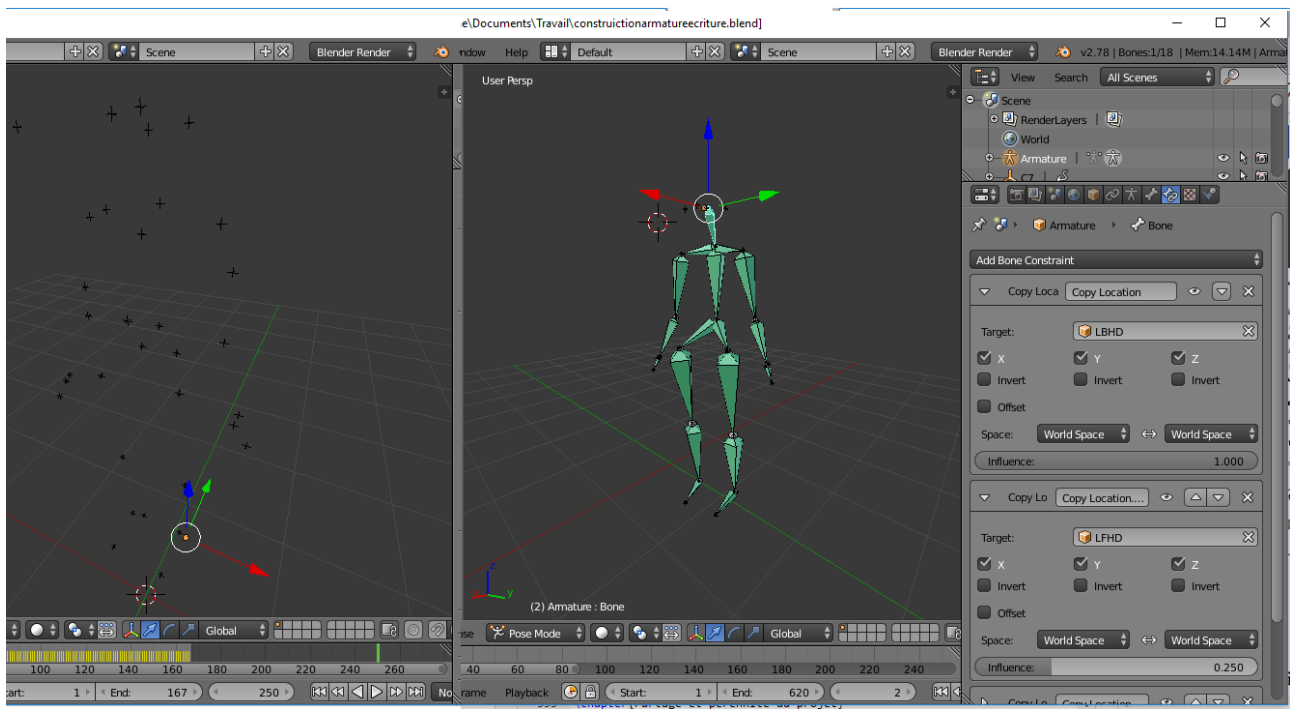 e\Documents\Travail\construictionarmatureecriture.blend]
Scene
Blender Render
Help
Default
Scene
Blender Render
v2.78 | Bones:1/18 | Mem:14.14M | Arma
User Persp
View Search All Scenes
Scene
RenderLayers |
World
Armature |
C7 |
Armature Bone
Add Bone Constraint
Copy Loca Copy Location
Target: LBHD
X Y Z
Invert Invert Invert
Offset
Space: World Space World Space
Influence: 1.000
Copy Lo Copy Location....
Target: LFHD
X Y Z
Invert Invert Invert
Offset
Space: World Space World Space
Influence: 0.250
z
y
(2) Armature : Bone
Global
Pose Mode
Global
100 120 140 160 180 200 220 240 260
40 60 80 100 120 140 160 180 200 220 240
tart: 1 End: 167 250 No
rame Playback Start: 1 End: 620 2